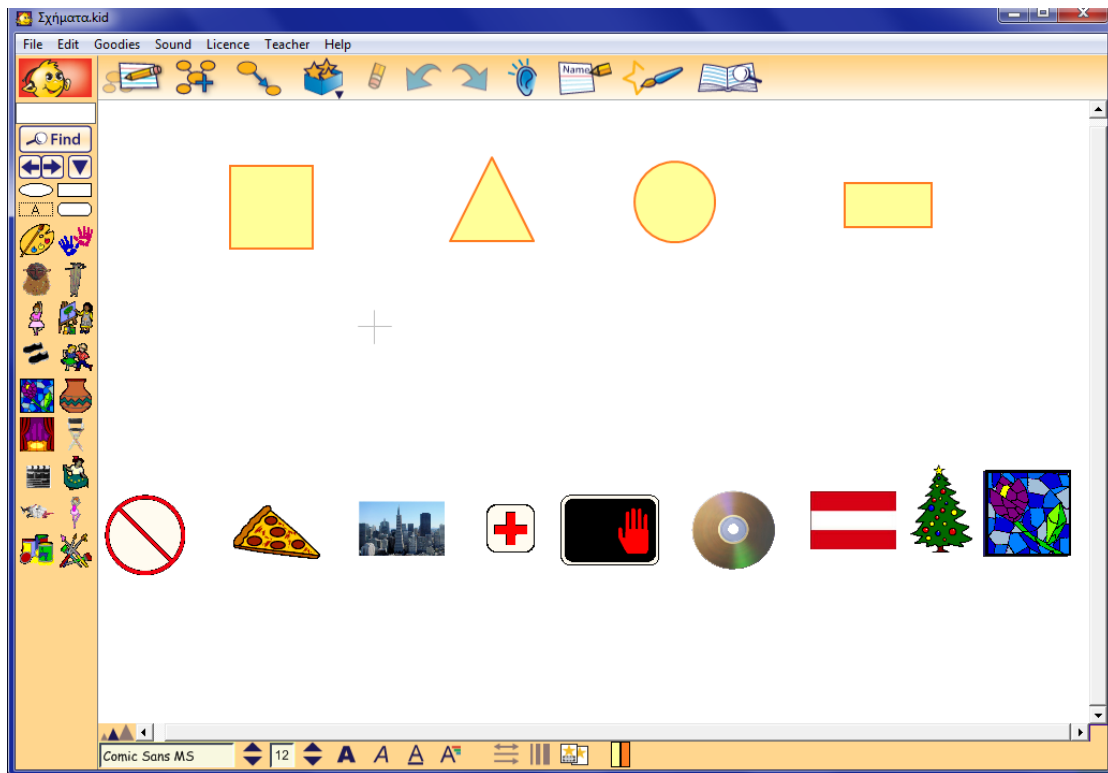 Σχήματα.kid
File Edit Goodies Sound Licence Teacher Help
Name
Find
A
Comic Sans MS 12 A A A A